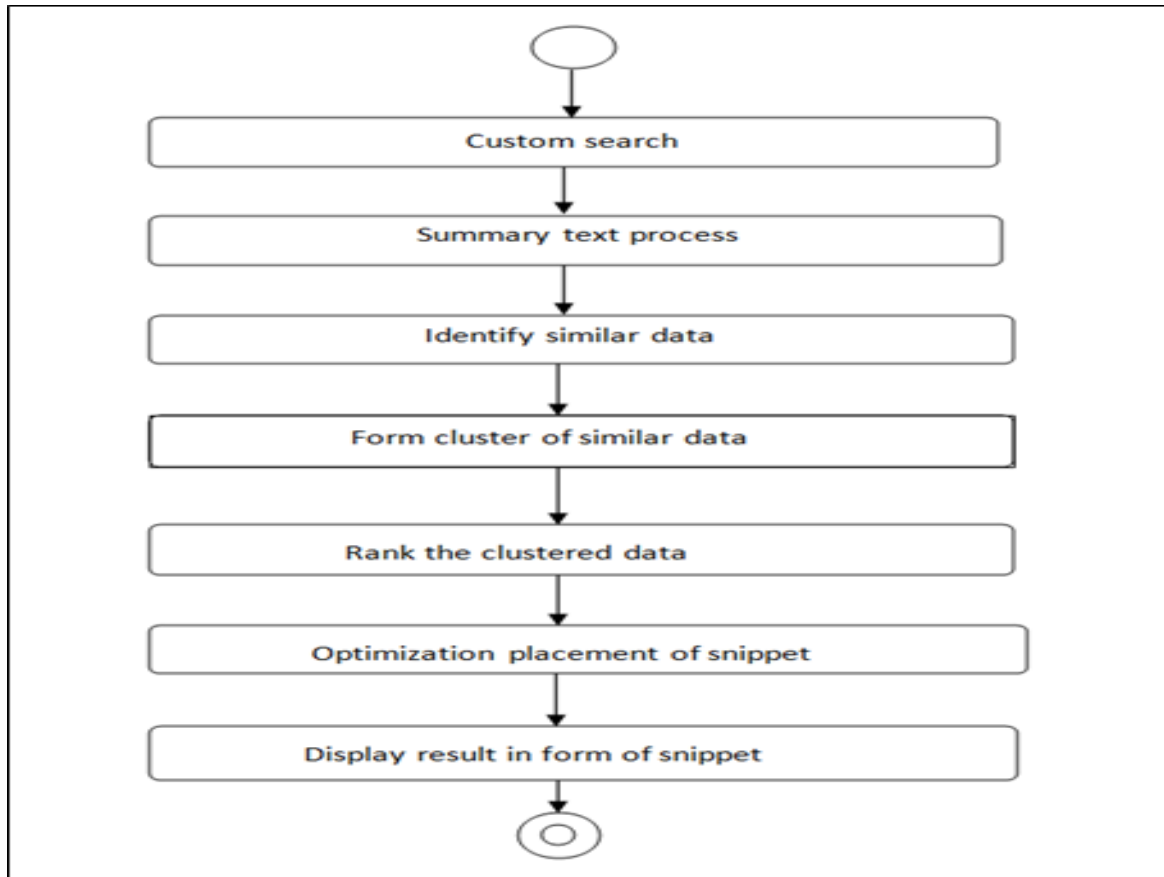 Custom search
Summary text process
Identify similar data
Form cluster of similar data
Rank the clustered data
Optimization placement of snippet
Display result in form of snippet